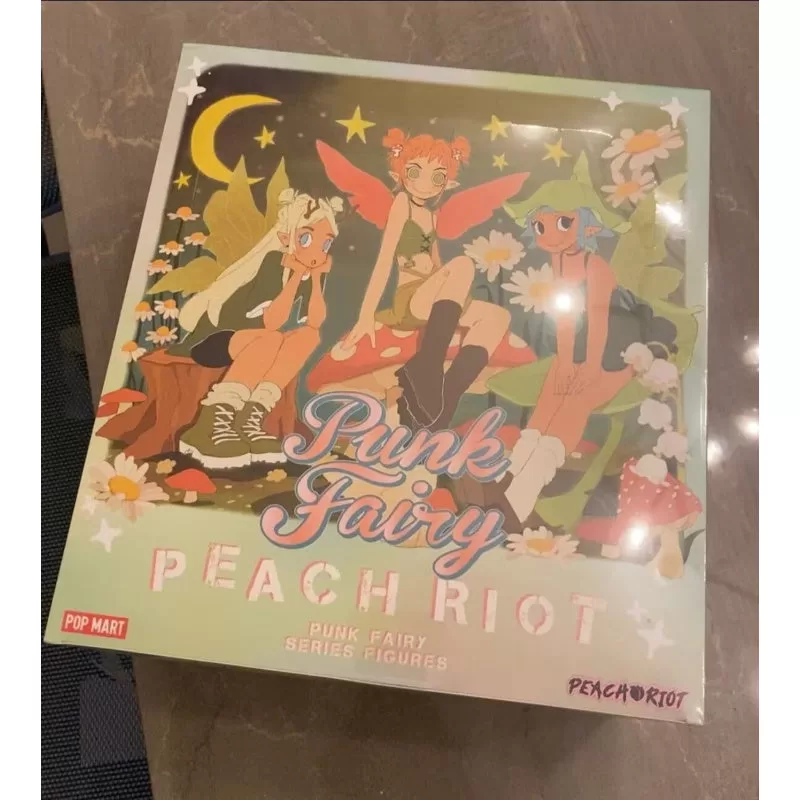 Punk
Fairy
PEACH RIOT
PUNK FAIRY
SERIES FIGURES
POP MART
PEACH RIOT